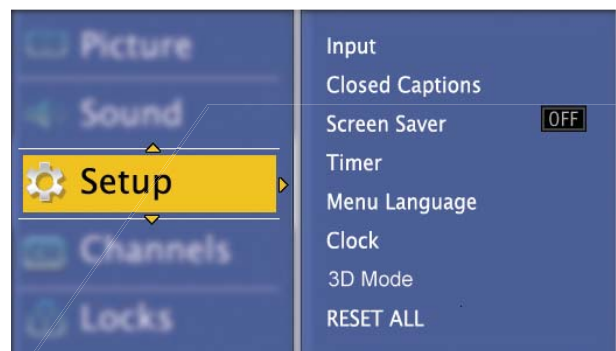 Picture
Sound
Setup
Channels
Locks
Input
Closed Captions
Screen Saver OFF
Timer
Menu Language
Clock
3D Mode
RESET ALL